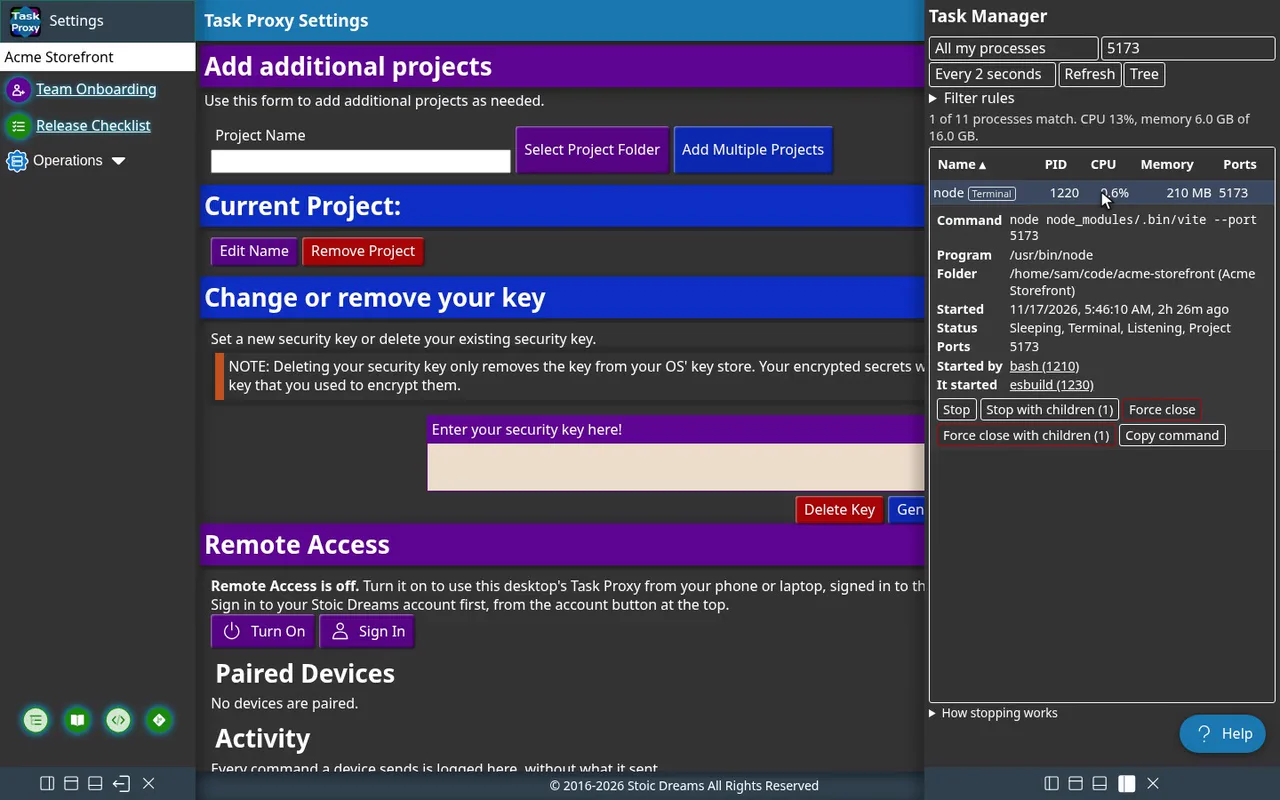 Task Proxy
Settings
Acme Storefront
Team Onboarding
Release Checklist
Operations
Task Proxy Settings
Add additional projects
Use this form to add additional projects as needed.
Project Name
Select Project Folder
Add Multiple Projects
Current Project:
Edit Name
Remove Project
Change or remove your key
Set a new security key or delete your existing security key.
NOTE: Deleting your security key only removes the key from your OS' key store. Your encrypted secrets w
key that you used to encrypt them.
Enter your security key here!
Delete Key
Gen
Remote Access
Remote Access is off. Turn it on to use this desktop's Task Proxy from your phone or laptop, signed in to th
Sign in to your Stoic Dreams account first, from the account button at the top.
Turn On
Sign In
Paired Devices
No devices are paired.
Activity
Every command a device sends is logged here, without what it sent
© 2016-2026 Stoic Dreams All Rights Reserved
Task Manager
All my processes
5173
Every 2 seconds
Refresh
Tree
Filter rules
1 of 11 processes match. CPU 13%, memory 6.0 GB of
16.0 GB.
Name ▲ PID CPU Memory Ports
node Terminal 1220 .6% 210 MB 5173
Command node node_modules/.bin/vite --port
5173
Program /usr/bin/node
Folder /home/sam/code/acme-storefront (Acme
Storefront)
Started 11/17/2026, 5:46:10 AM, 2h 26m ago
Status Sleeping, Terminal, Listening, Project
Ports 5173
Started by bash (1210)
It started esbuild (1230)
Stop
Stop with children (1)
Force close
Force close with children (1)
Copy command
How stopping works
Help